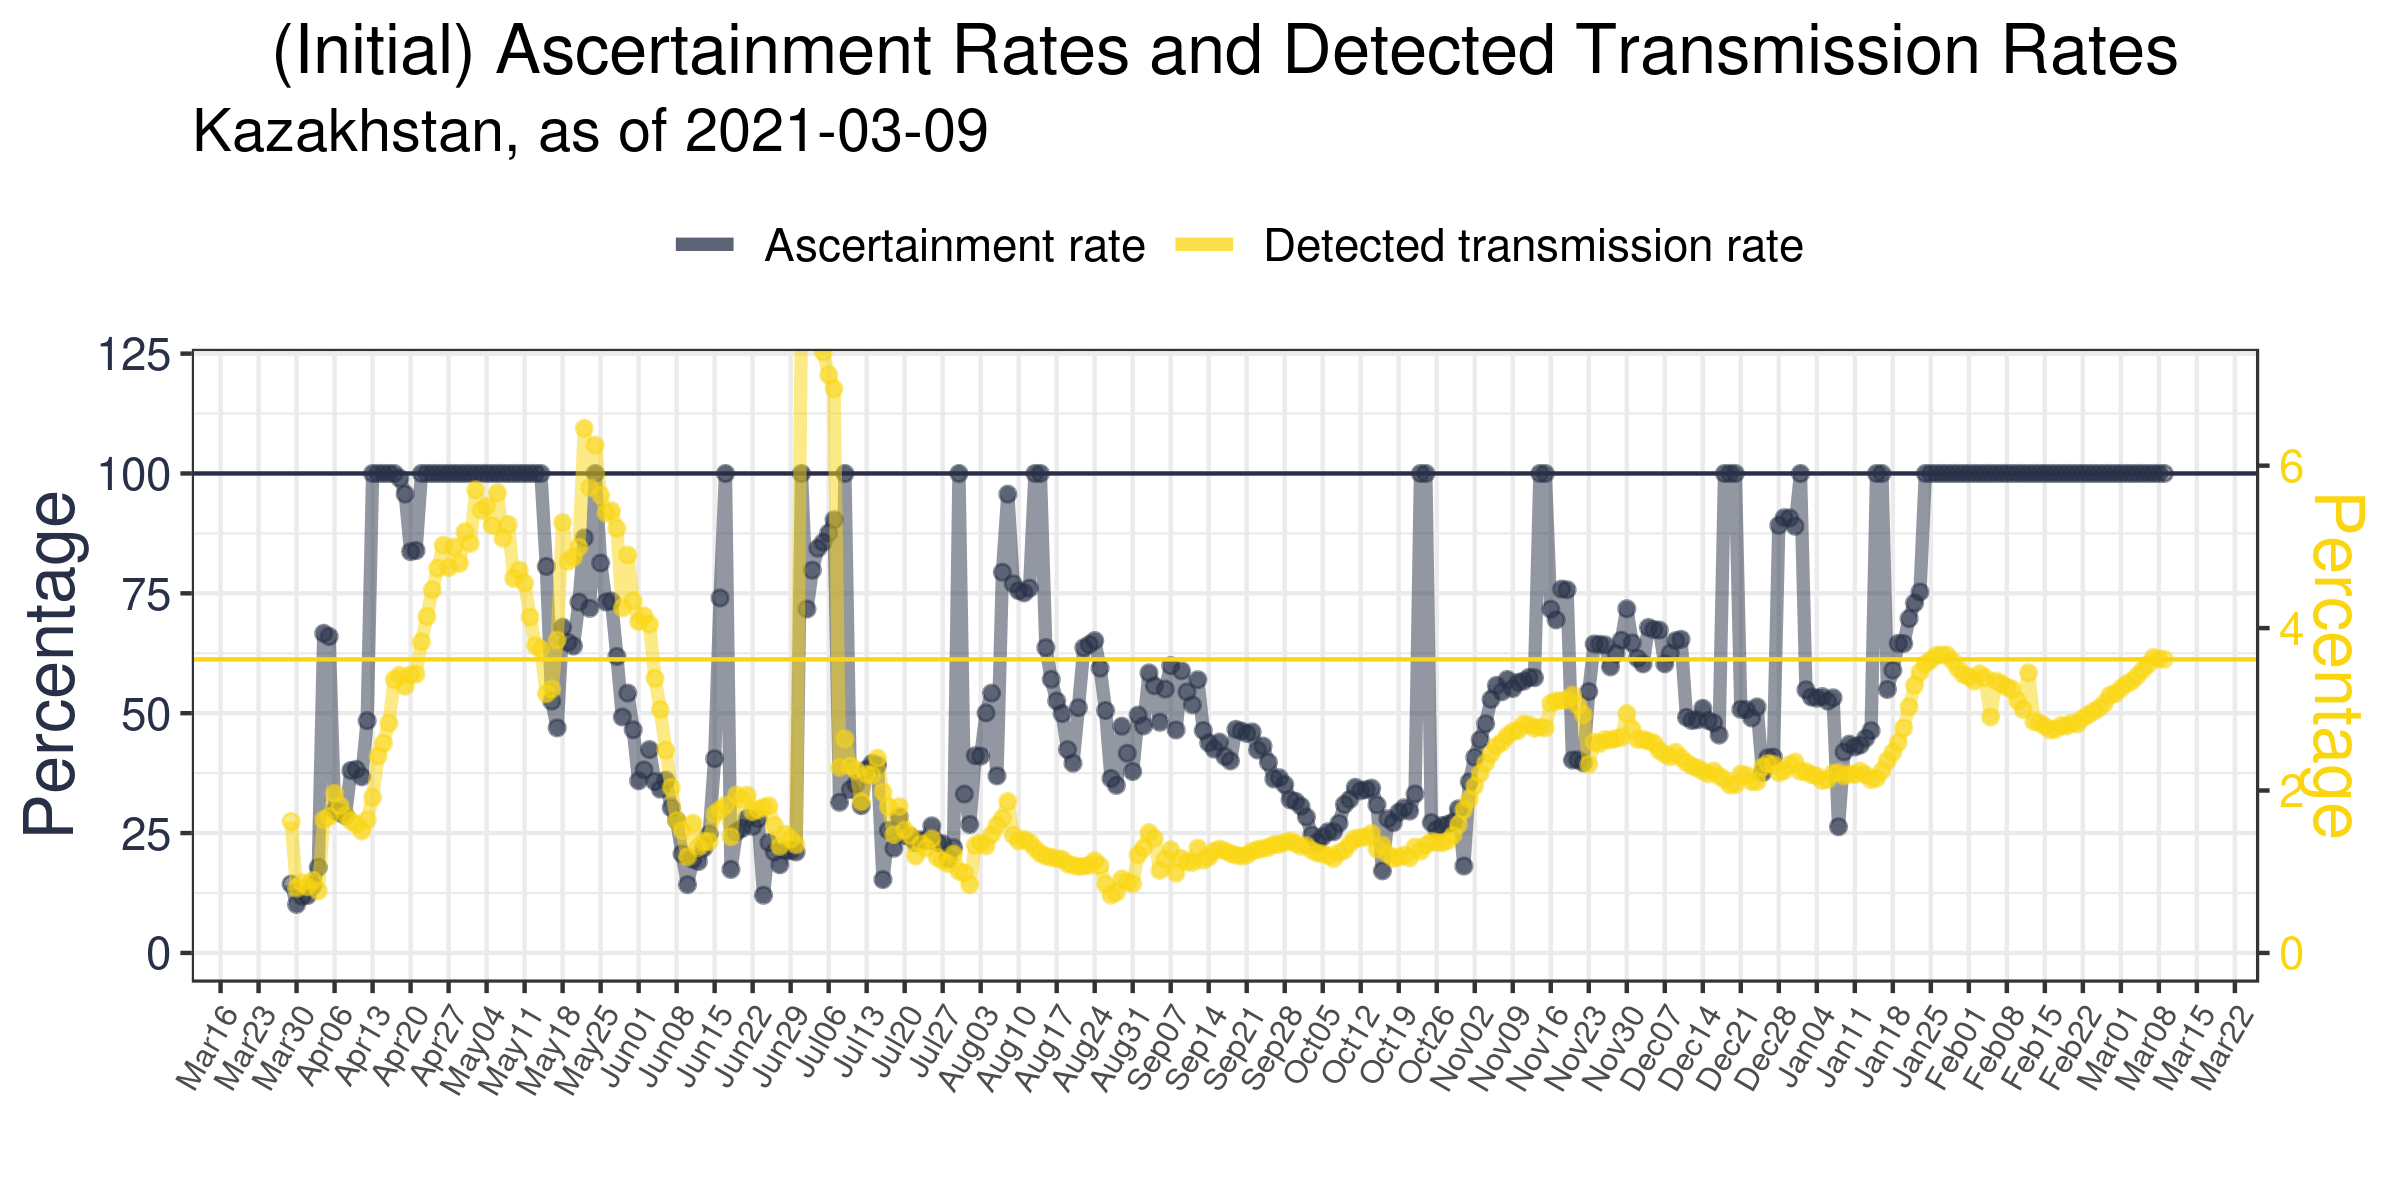 (Initial) Ascertainment Rates and Detected Transmission Rates
Kazakhstan, as of 2021-03-09
Ascertainment rate Detected transmission rate
125
100
75
50
25
0
Percentage
6
4
2
0
Percentage
Mar16 Mar23 Mar30 Apr06 Apr13 Apr20 Apr27 May04 May11 May18 May25 Jun01 Jun08 Jun15 Jun22 Jun29 Jul06 Jul13 Jul20 Jul27 Aug03 Aug10 Aug17 Aug24 Aug31 Sep07 Sep14 Sep21 Sep28 Oct05 Oct12 Oct19 Oct26 Nov02 Nov09 Nov16 Nov23 Nov30 Dec07 Dec14 Dec21 Dec28 Jan04 Jan11 Jan18 Jan25 Feb01 Feb08 Feb15 Feb22 Mar01 Mar08 Mar15 Mar22